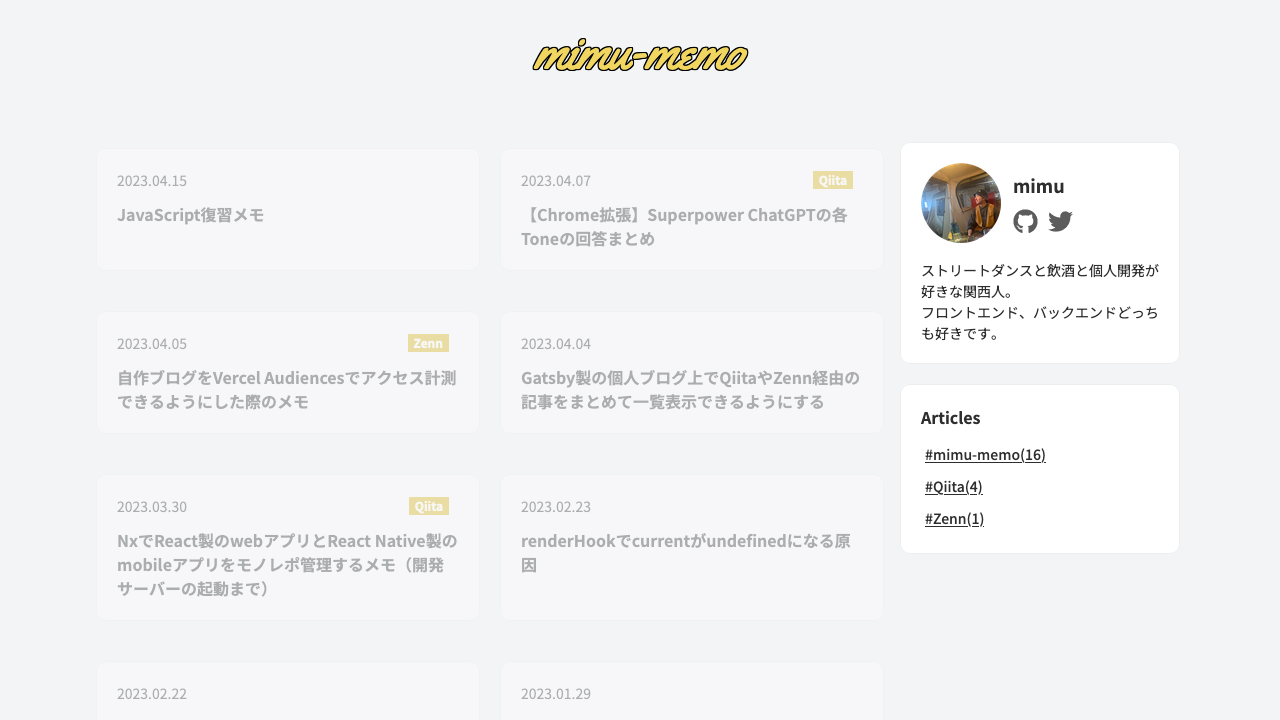 mimu-memo
2023.04.15
JavaScript復習メモ
2023.04.07
Qiita
【Chrome拡張】Superpower ChatGPTの各
Toneの回答まとめ
2023.04.05
Zenn
自作ブログをVercel Audiencesでアクセス計測
できるようにした際のメモ
2023.04.04
Gatsby製の個人ブログ上でQiitaやZenn経由の
記事をまとめて一覧表示できるようにする
2023.03.30
Qiita
NxでReact製のwebアプリとReact Native製の
mobileアプリをモノレポ管理するメモ（開発
サーバーの起動まで）
2023.02.23
renderHookでcurrentがundefinedになる原
因
2023.02.22
2023.01.29
mimu
ストリートダンスと飲酒と個人開発が
好きな関西人。
フロントエンド、バックエンドどっち
も好きです。
Articles
#mimu-memo(16)
#Qiita(4)
#Zenn(1)